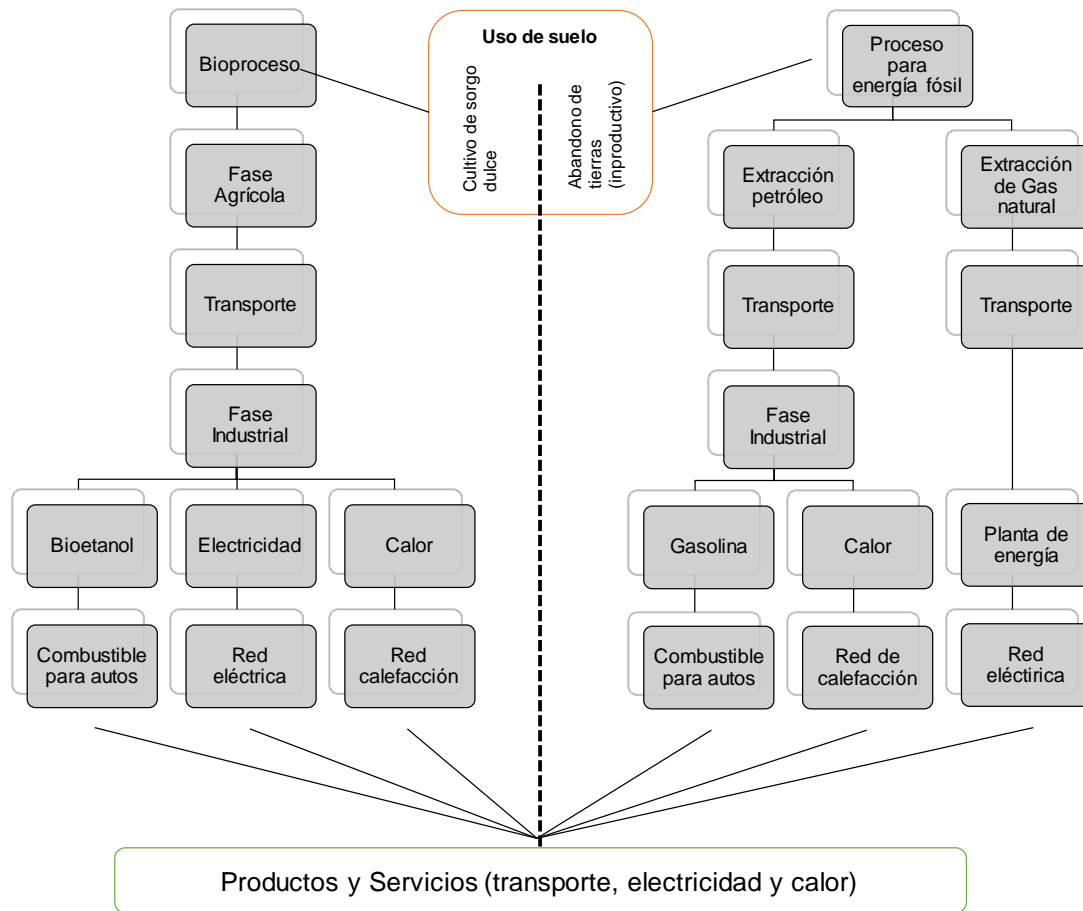 Uso de suelo
Cultivo de sorgo
dulce
Abandono de
tierras
(inproductivo)
Bioproceso
Fase
Agrícola
Transporte
Fase
Industrial
Bioetanol
Electricidad
Calor
Combustible
para autos
Red
eléctrica
Red
calefacción
Proceso
para
energía fósil
Extracción
petróleo
Extracción
de Gas
natural
Transporte
Transporte
Fase
Industrial
Gasolina
Calor
Planta de
energía
Combustible
para autos
Red de
calefacción
Red
eléctirica
Productos y Servicios (transporte, electricidad y calor)